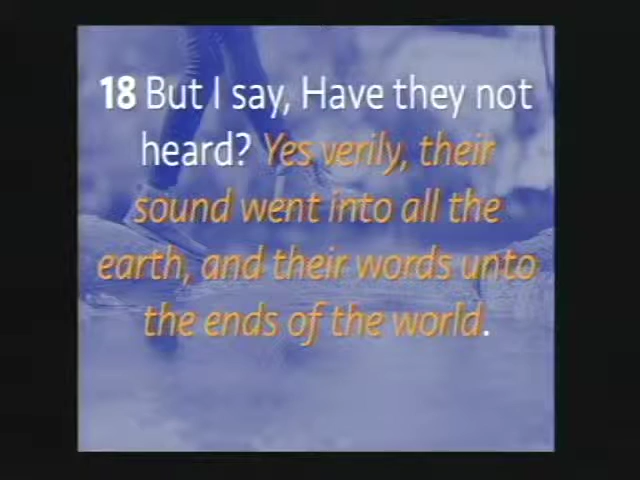 18 But I say, Have they not
heard? Yes verily, their
sound went into all the
earth, and their words unto
the ends of the world.